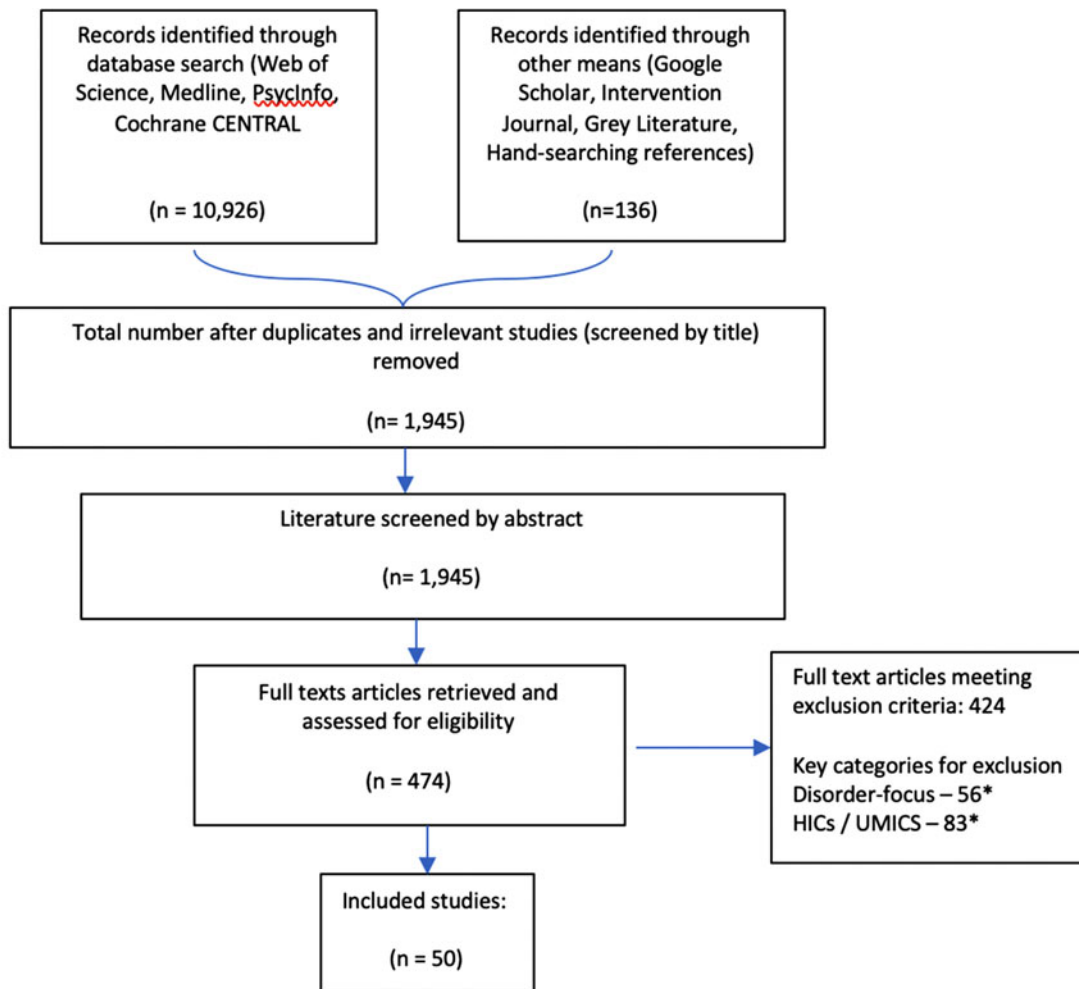 Records identified through
database search (Web of
Science, Medline, PsycInfo,
Cochrane CENTRAL
(n = 10,926)
Records identified through
other means (Google
Scholar, Intervention
Journal, Grey Literature,
Hand-searching references)
(n=136)
Total number after duplicates and irrelevant studies (screened by title)
removed
(n= 1,945)
Literature screened by abstract
(n= 1,945)
Full texts articles retrieved and
assessed for eligibility
(n = 474)
Full text articles meeting
exclusion criteria: 424
Key categories for exclusion
Disorder-focus – 56*
HICs / UMICS – 83*
Included studies:
(n = 50)